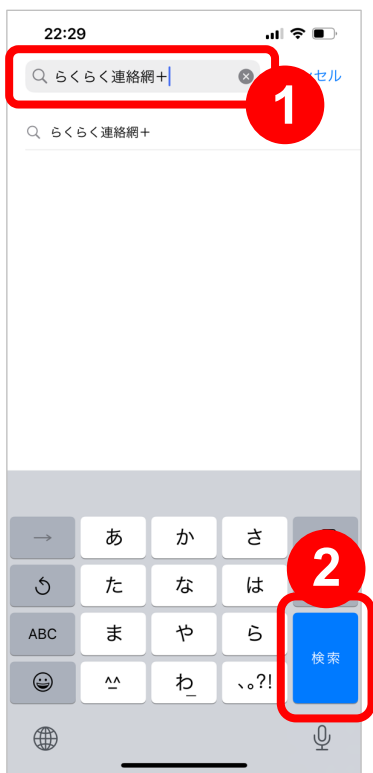 22:29
らくらく連絡網+
セル
1
らくらく連絡網+
→ あ か さ
2
た な は
ABC ま や ら
検索
^^ わ_ 、。?!